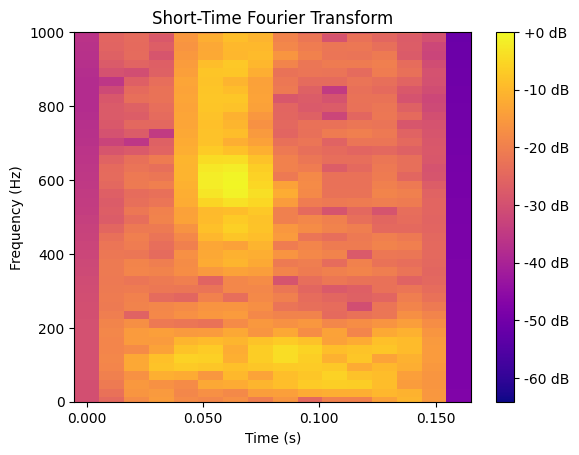 Short-Time Fourier Transform
Frequency (Hz)
1000
800
600
400
200
0
0.000
0.050
0.100
0.150
Time (s)
+0 dB
-10 dB
-20 dB
-30 dB
-40 dB
-50 dB
-60 dB